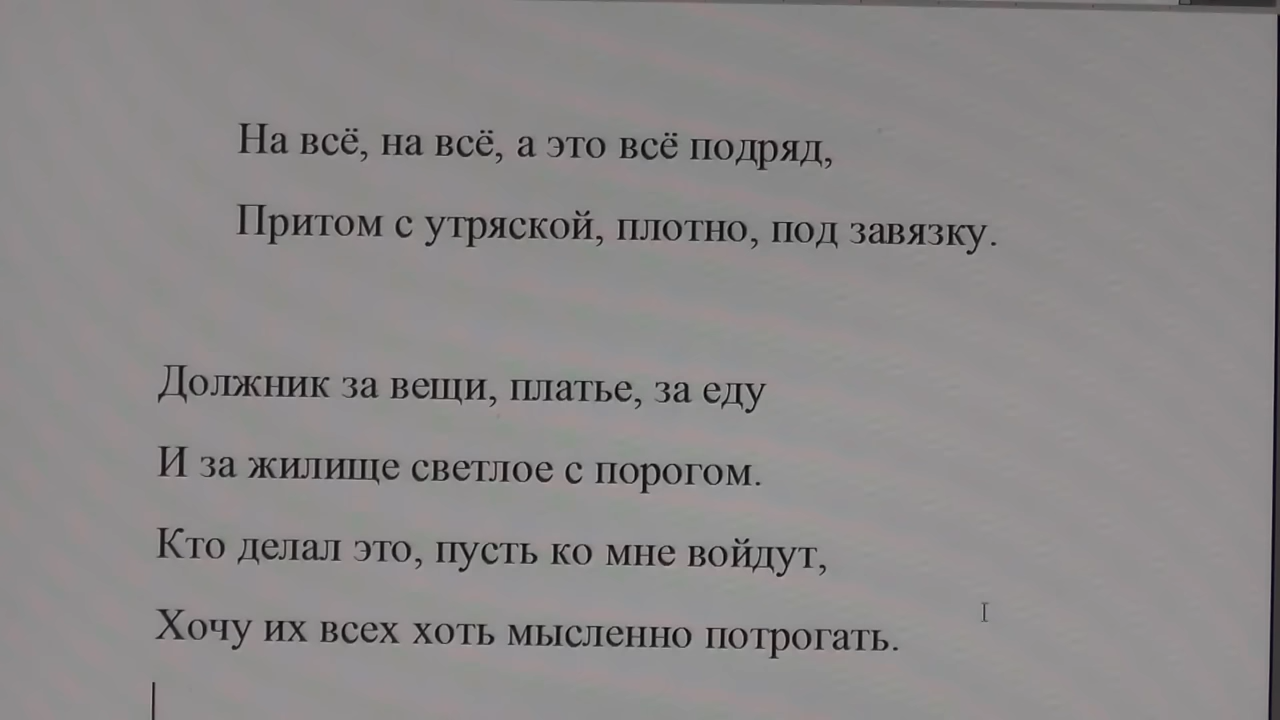 На всё, на всё, а это всё подряд,
Притом с утряской, плотно, под завязку.
Должник за вещи, платье, за еду
И за жилище светлое с порогом.
Кто делал это, пусть ко мне войдут,
Хочу их всех хоть мысленно потрогать.